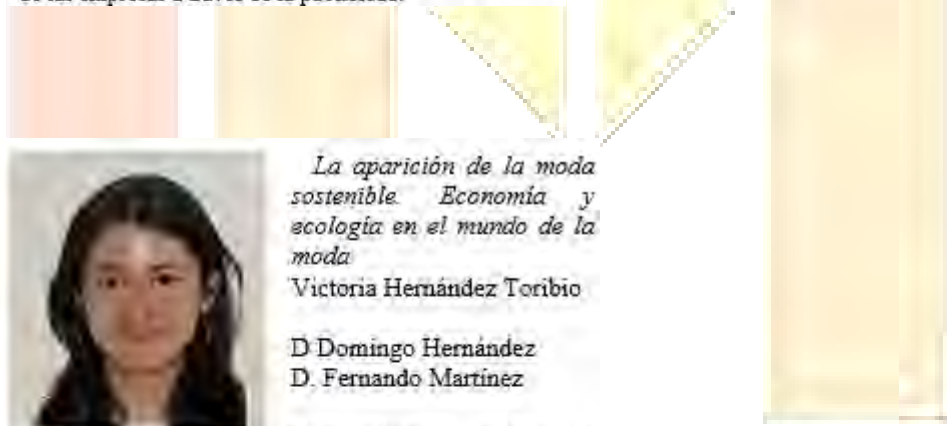 La aparición de la moda
sostenible. Economía y
ecología en el mundo de la
moda
Victoria Hernández Toribio
D Domingo Hernández
D. Fernando Martínez